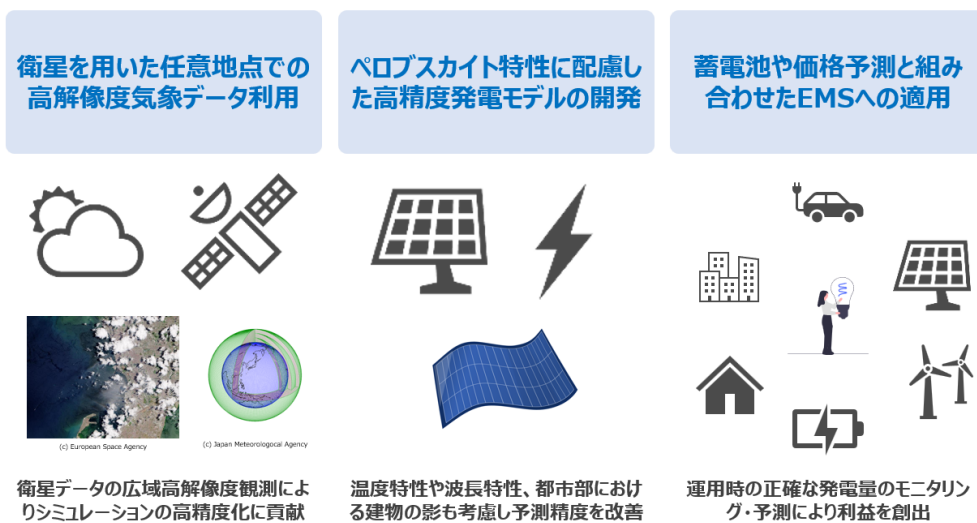 衛星を用いた任意地点での
高解像度気象データ利用
ペロブスカイト特性に配慮し
た高精度発電モデルの開発
蓄電池や価格予測と組み
合わせたEMSへの適用
(c) European Space Agency
(c) Japan Meteorologocal Agency
衛星データの広域高解像度観測によ
りシミュレーションの高精度化に貢献
温度特性や波長特性、都市部におけ
る建物の影も考慮し予測精度を改善
運用時の正確な発電量のモニタリン
グ・予測により利益を創出